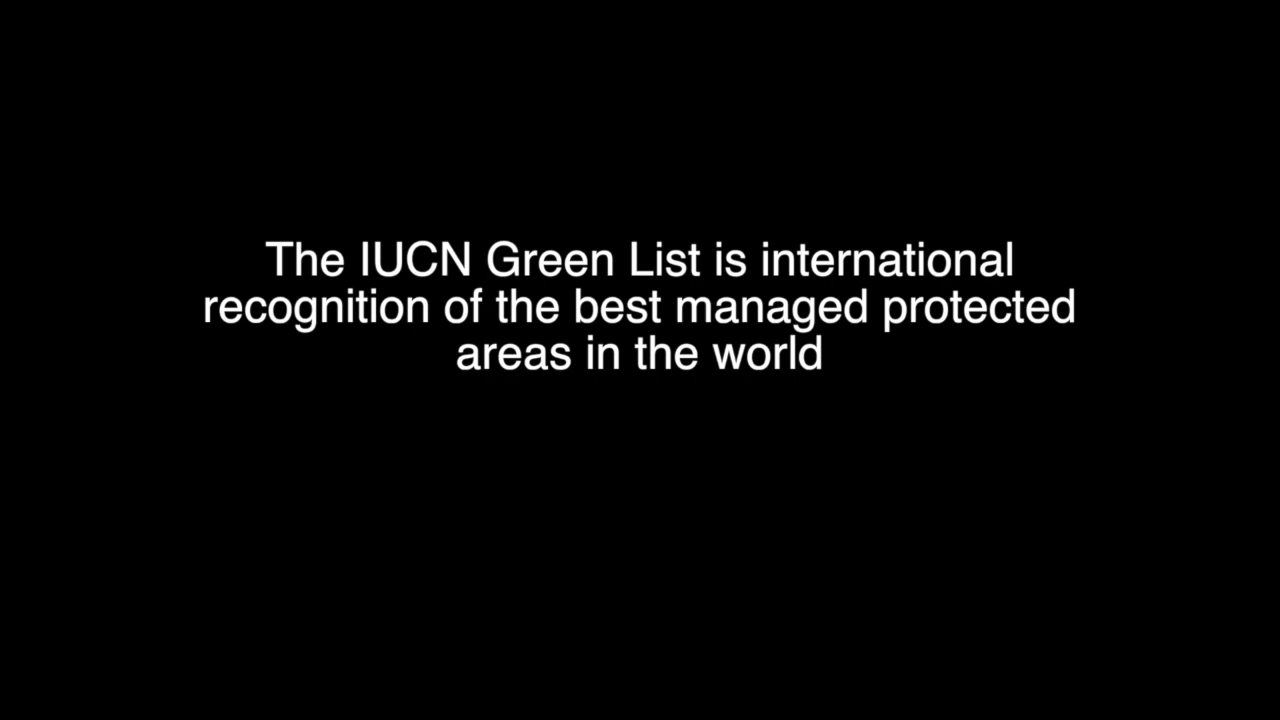 The IUCN Green List is international
recognition of the best managed protected
areas in the world